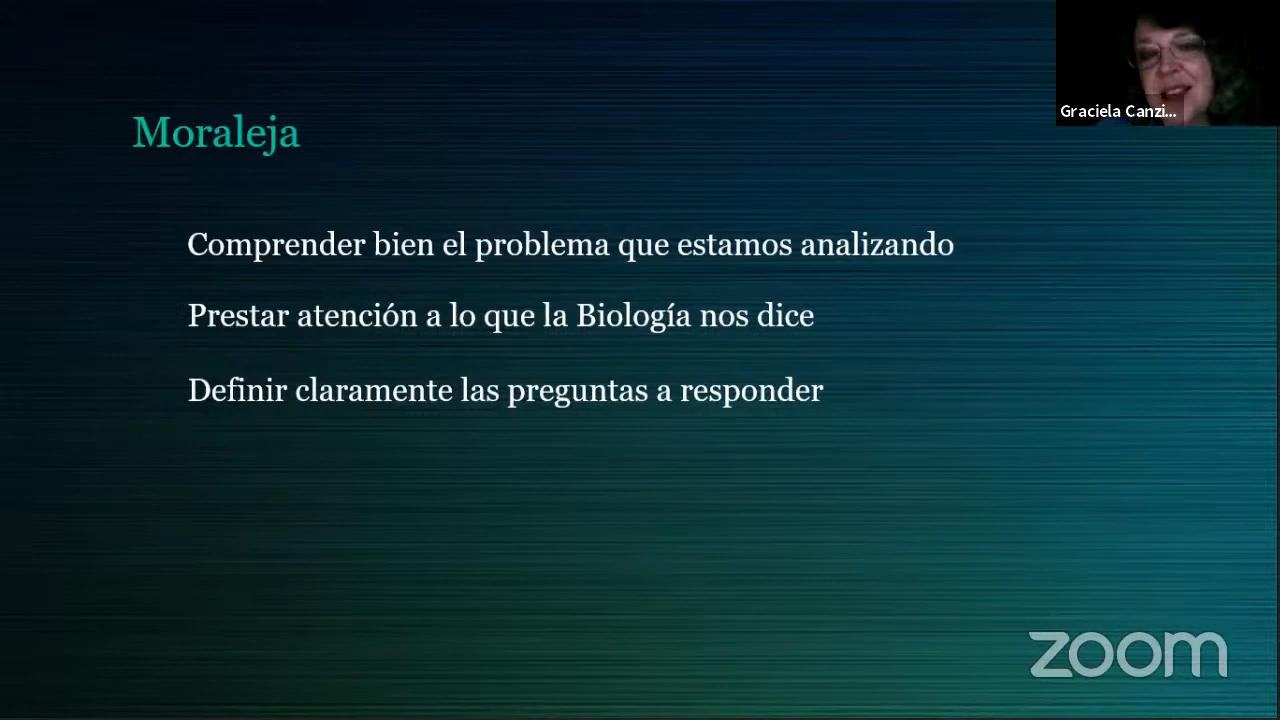 Graciela Canzi...
Moraleja
Comprender bien el problema que estamos analizando
Prestar atención a lo que la Biología nos dice
Definir claramente las preguntas a responder
zoom